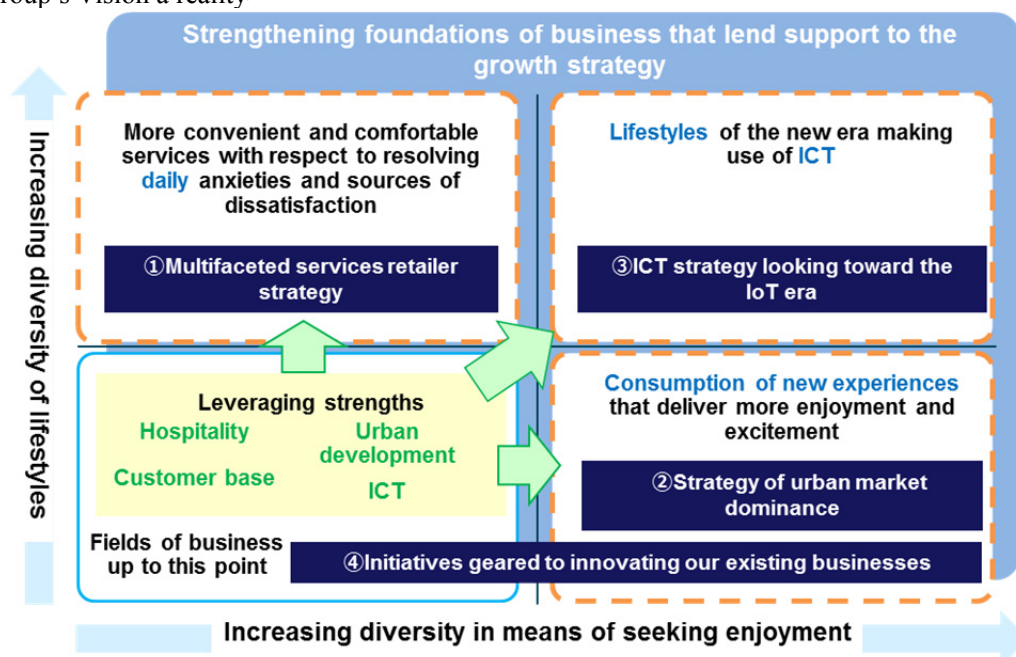 roup's Vision a reality
Strengthening foundations of business that lend support to the
growth strategy
Increasing diversity of lifestyles
More convenient and comfortable
services with respect to resolving
daily anxieties and sources of
dissatisfaction
①Multifaceted services retailer
strategy
Lifestyles of the new era making
use of ICT
③ICT strategy looking toward the
IoT era
Leveraging strengths
Hospitality
Urban
development
Customer base
ICT
Fields of business
up to this point
Consumption of new experiences
that deliver more enjoyment and
excitement
②Strategy of urban market
dominance
④Initiatives geared to innovating our existing businesses
Increasing diversity in means of seeking enjoyment